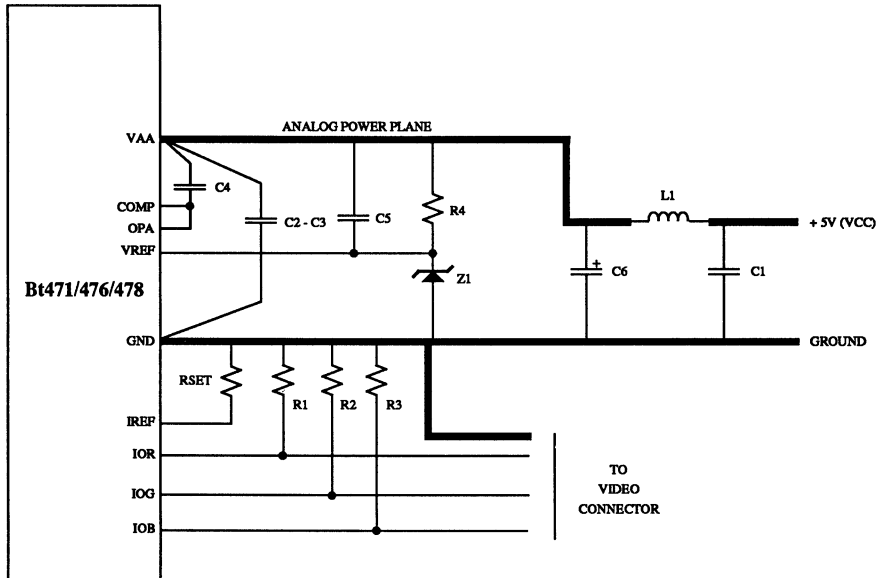 ANALOG POWER PLANE
VAA
C4
COMP
OPA
C2 - C3
C5
R4
L1
+ 5V (VCC)
VREF
Z1
+
C6
C1
Bt471/476/478
GND
GROUND
RSET
R1
R2
R3
IREF
IOR
IOG
IOB
TO
VIDEO
CONNECTOR